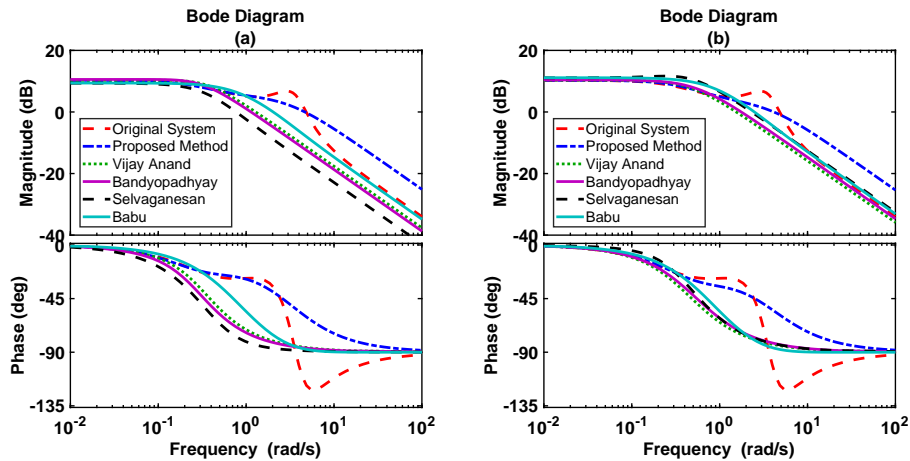 Bode Diagram
(a)
20
0
-20
-40
Magnitude (dB)
Original System
Proposed Method
Vijay Anand
Bandyopadhyay
Selvaganesan
Babu
0
-45
-90
-135
Phase (deg)
10^-2
10^-1
10^0
10^1
10^2
Frequency (rad/s)
Bode Diagram
(b)
20
0
-20
-40
Magnitude (dB)
Original System
Proposed Method
Vijay Anand
Bandyopadhyay
Selvaganesan
Babu
0
-45
-90
-135
Phase (deg)
10^-2
10^-1
10^0
10^1
10^2
Frequency (rad/s)